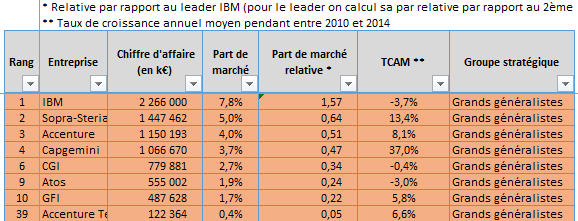 * Relative par rapport au leader IBM (pour le leader on calcul sa par relative par rapport au 2ème
** Taux de croissance annuel moyen pendant entre 2010 et 2014
Rang Entreprise Chiffre d'affaire (en k€) Part de marché Part de marché relative * TCAM ** Groupe stratégique
1 IBM 2 266 000 7,8% 1,57 -3,7% Grands généralistes
2 Sopra-Steria 1 447 462 5,0% 0,64 13,4% Grands généralistes
3 Accenture 1 150 193 4,0% 0,51 8,1% Grands généralistes
4 Capgemini 1 066 670 3,7% 0,47 37,0% Grands généralistes
6 CGI 779 881 2,7% 0,34 -0,4% Grands généralistes
9 Atos 555 002 1,9% 0,24 -3,0% Grands généralistes
10 GFI 487 628 1,7% 0,22 5,8% Grands généralistes
39 Accenture Te 122 364 0,4% 0,05 6,6% Grands généralistes